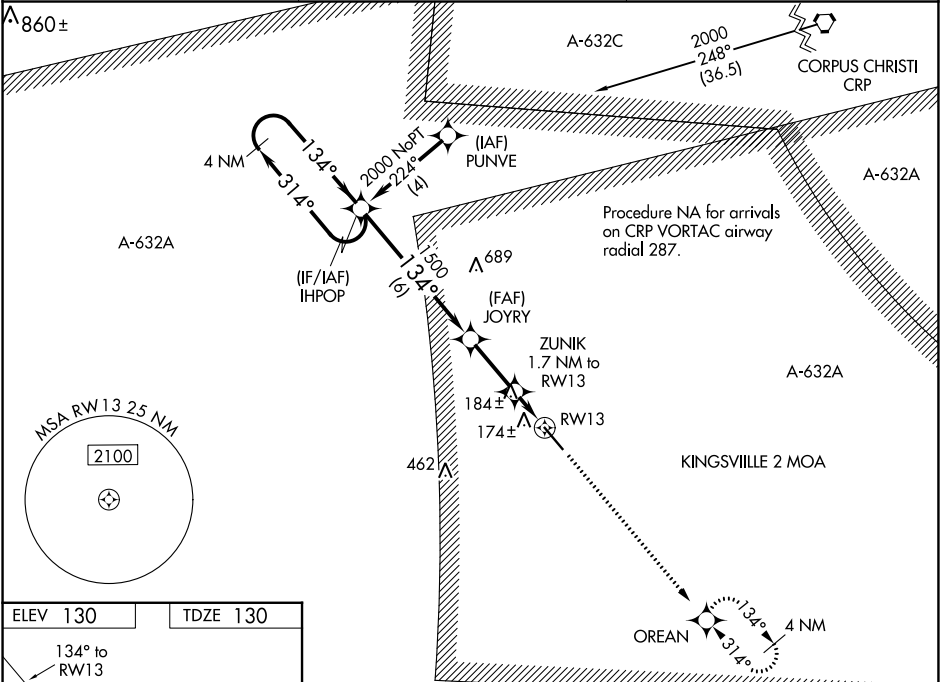 860±
A-632C
2000
248°
(36.5)
CORPUS CHRISTI
CRP
4 NM
134°
314°
2000 NoPT
224°
(4)
(IAF)
PUNVE
A-632A
A-632A
Procedure NA for arrivals
on CRP VORTAC airway
radial 287.
(IF/IAF)
IHPOP
1500
134°
(6)
689
(FAF)
JOYRY
ZUNIK
1.7 NM to
RW13
A-632A
184±
174±
RW13
MSA RW13 25 NM
2100
462
KINGSVIILLE 2 MOA
OREAN
134°
314°
4 NM
ELEV 130
TDZE 130
134° to
RW13